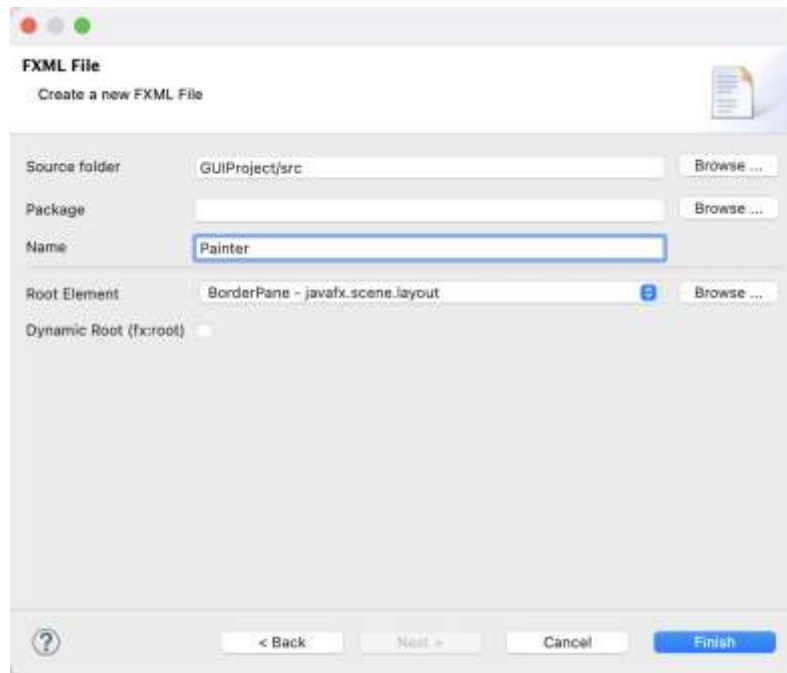 FXML File
Create a new FXML File
Source folder GUIProject/src Browse ...
Package Browse ...
Name Painter
Root Element BorderPane - javafx.scene.layout Browse ...
Dynamic Root (fx:root)
? < Back Next > Cancel Finish